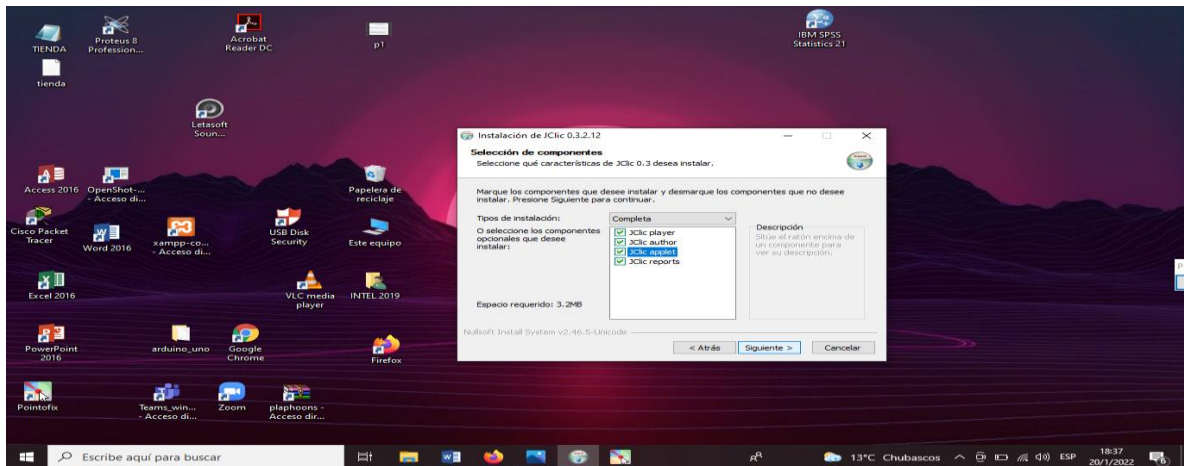 TIENDA
Proteus 8
Profession...
Acrobat
Reader DC
p1
IBM SPSS
Statistics 21
tienda
Letasoft
Soun...
Access 2016
OpenShot-...
- Acceso di...
Papelera de
reciclaje
Cisco Packet
Tracer
Word 2016
xampp-co...
- Acceso di...
USB Disk
Security
Este equipo
Excel 2016
VLC media
player
INTEL 2019
PowerPoint
2016
arduino_uno
Google
Chrome
Firefox
Pointofix
Teams_win...
- Acceso di...
Zoom
plaphoons -
Acceso dir...
Instalación de JClic 0.3.2.12
Selección de componentes
Seleccione qué características de JClic 0.3 desea instalar.
Marque los componentes que desee instalar y desmarque los componentes que no desee
instalar. Presione Siguiente para continuar.
Tipos de instalación:
Completa
O seleccione los componentes
opcionales que desee
instalar:
JClic player
JClic author
JClic applet
JClic reports
Descripción
Sitúe el ratón encima de
un componente para
ver su descripción.
Espacio requerido: 3.2MB
Nullsoft Install System v2.46.5-Unicode
< Atrás
Siguiente >
Cancelar
Escribe aquí para buscar
13°C Chubascos
ESP
18:37
20/1/2022